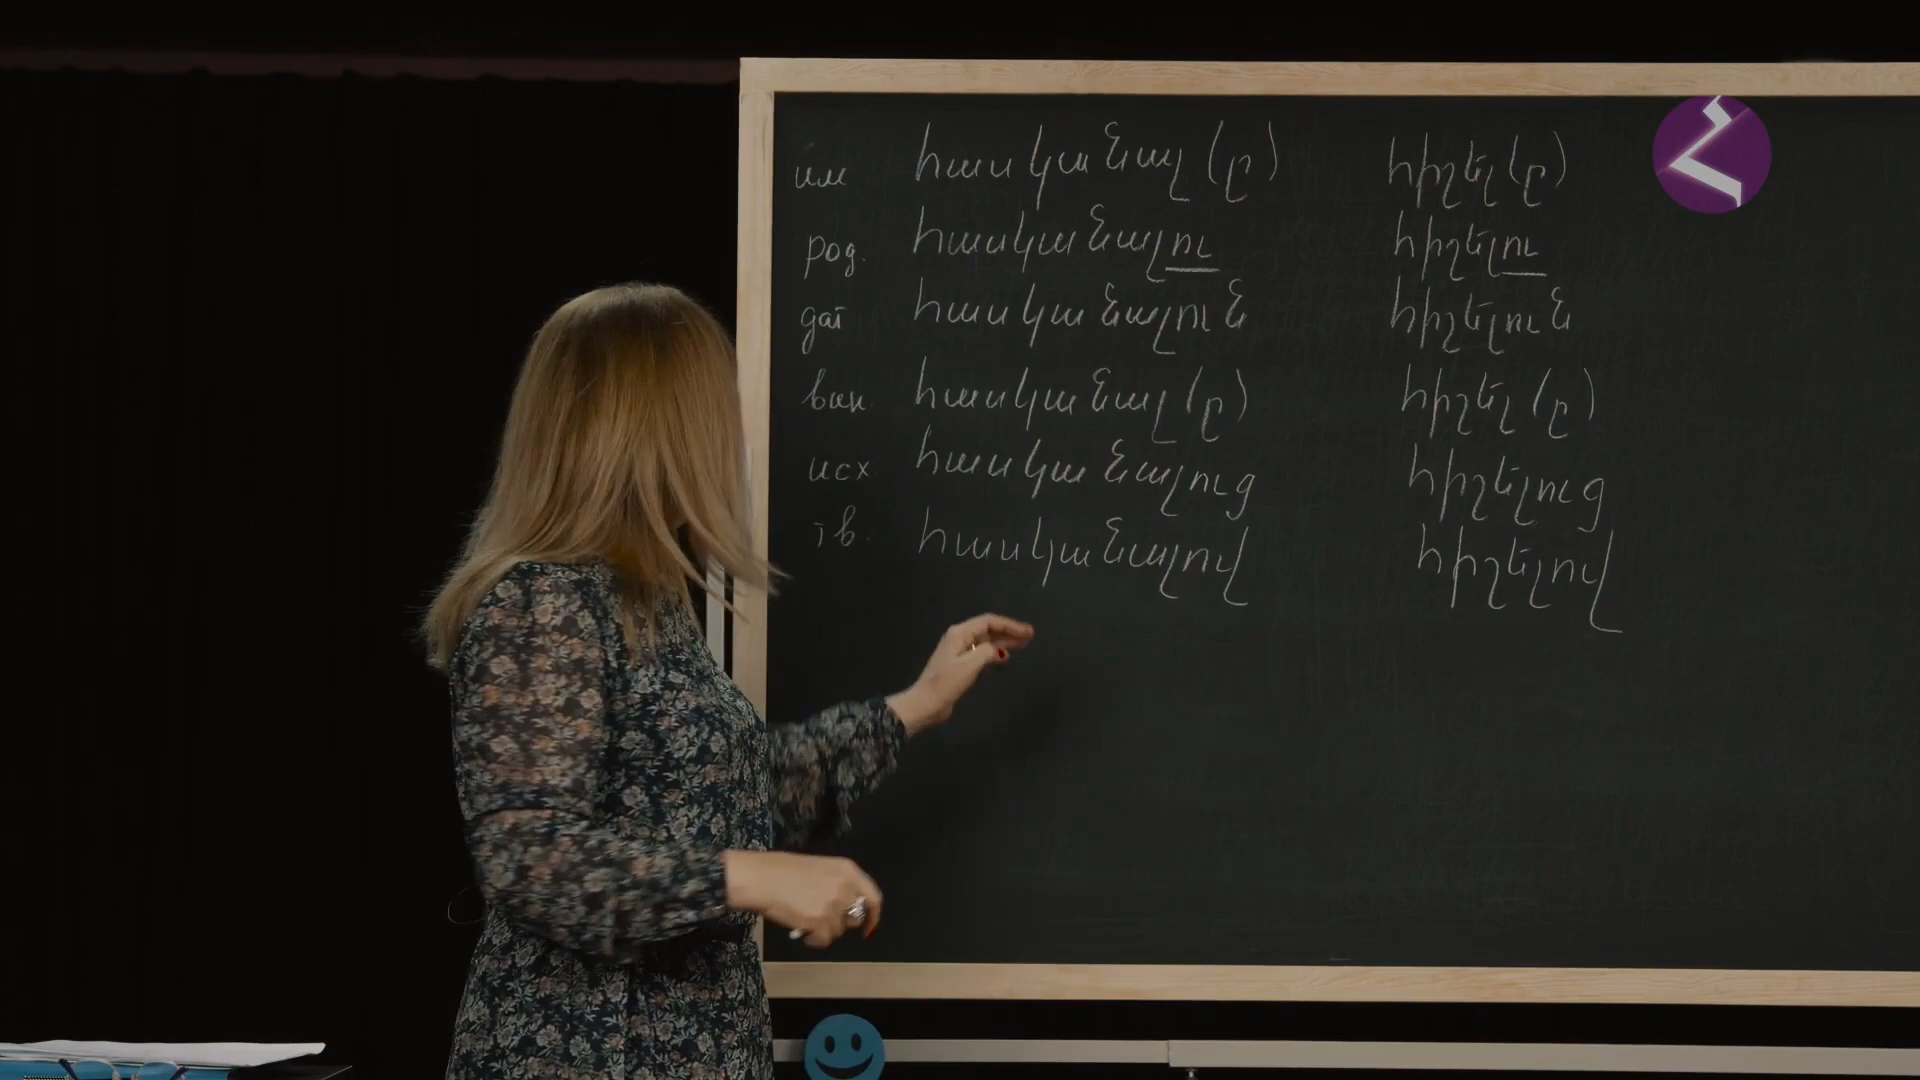 им հասկանալ(ը) հիշել(ը)
род. հասկանալու հիշելու
дат հասկանալուն հիշելուն
вин. հասկանալ(ը) հիշել(ը)
исх հասկանալուց հիշելուց
тв. հասկանալով հիշելով
Հ